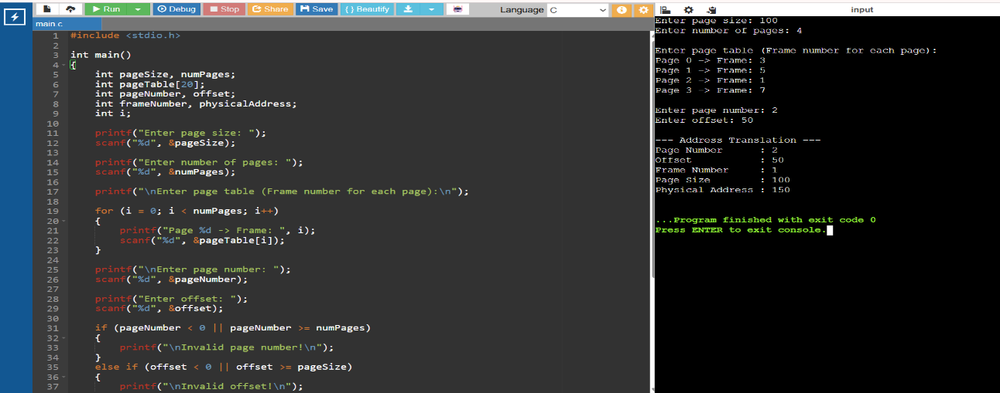 Run Debug Stop Share Save { } Beautify Language C
input
main.c
1 #include <stdio.h>
2
3 int main()
4 {
5 int pageSize, numPages;
6 int pageTable[20];
7 int pageNumber, offset;
8 int frameNumber, physicalAddress;
9 int i;
10
11 printf("Enter page size: ");
12 scanf("%d", &pageSize);
13
14 printf("Enter number of pages: ");
15 scanf("%d", &numPages);
16
17 printf("\nEnter page table (Frame number for each page):\n");
18
19 for (i = 0; i < numPages; i++)
20 {
21 printf("Page %d -> Frame: ", i);
22 scanf("%d", &pageTable[i]);
23 }
24
25 printf("\nEnter page number: ");
26 scanf("%d", &pageNumber);
27
28 printf("Enter offset: ");
29 scanf("%d", &offset);
30
31 if (pageNumber < 0 || pageNumber >= numPages)
32 {
33 printf("\nInvalid page number!\n");
34 }
35 else if (offset < 0 || offset >= pageSize)
36 {
37 printf("\nInvalid offset!\n");
Enter page size: 100
Enter number of pages: 4
Enter page table (Frame number for each page):
Page 0 -> Frame: 3
Page 1 -> Frame: 5
Page 2 -> Frame: 1
Page 3 -> Frame: 7
Enter page number: 2
Enter offset: 50
--- Address Translation ---
Page Number : 2
Offset : 50
Frame Number : 1
Page Size : 100
Physical Address : 150
...Program finished with exit code 0
Press ENTER to exit console.